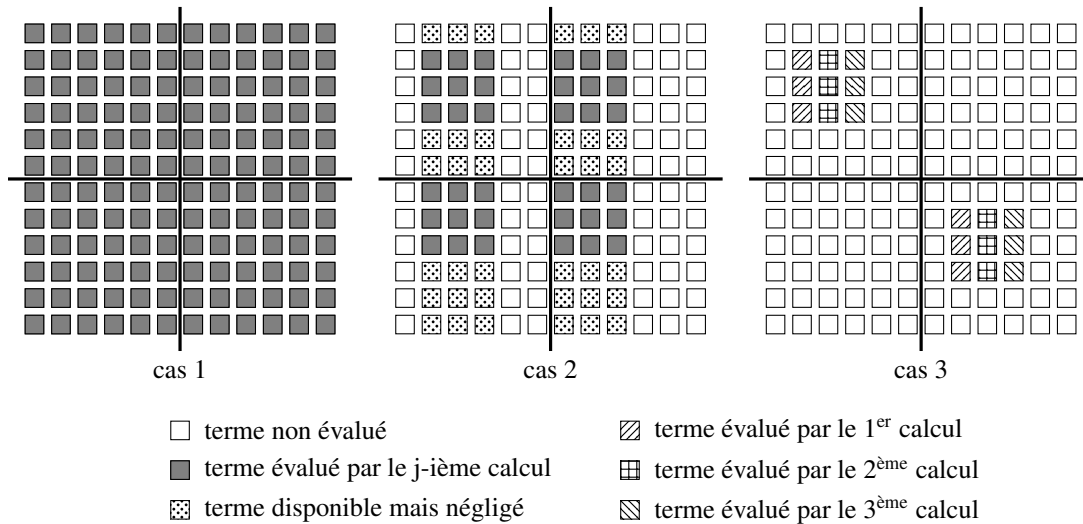 cas 1
cas 2
cas 3
terme non évalué
terme évalué par le j-ième calcul
terme disponible mais négligé
terme évalué par le 1er calcul
terme évalué par le 2ème calcul
terme évalué par le 3ème calcul